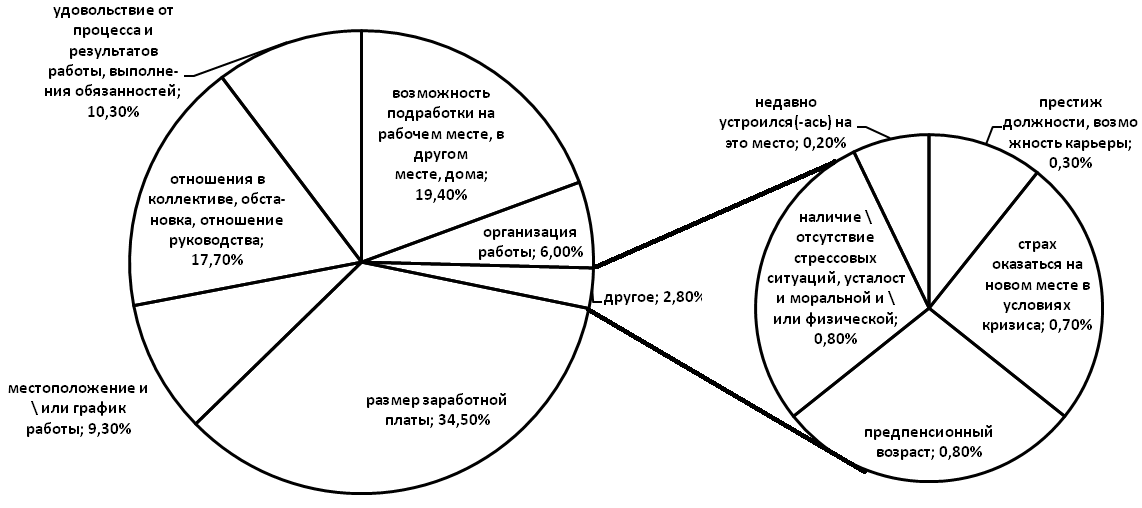 удовольствие от
процесса и
результатов
работы, выполне-
ния обязанностей;
10,30%
возможность
подработки на
рабочем месте, в
другом
месте, дома;
19,40%
отношения в
коллективе, обста-
новка, отношение
руководства;
17,70%
организация
работы; 6,00%
другое; 2,80%
местоположение и
\ или график
работы; 9,30%
размер заработной
платы; 34,50%
недавно
устроился(-ась) на
это место; 0,20%
престиж
должности, возмо
жность карьеры;
0,30%
наличие \
отсутствие
стрессовых
ситуаций, усталост
и моральной и \
или физической;
0,80%
страх
оказаться на
новом месте в
условиях
кризиса; 0,70%
предпенсионный
возраст; 0,80%